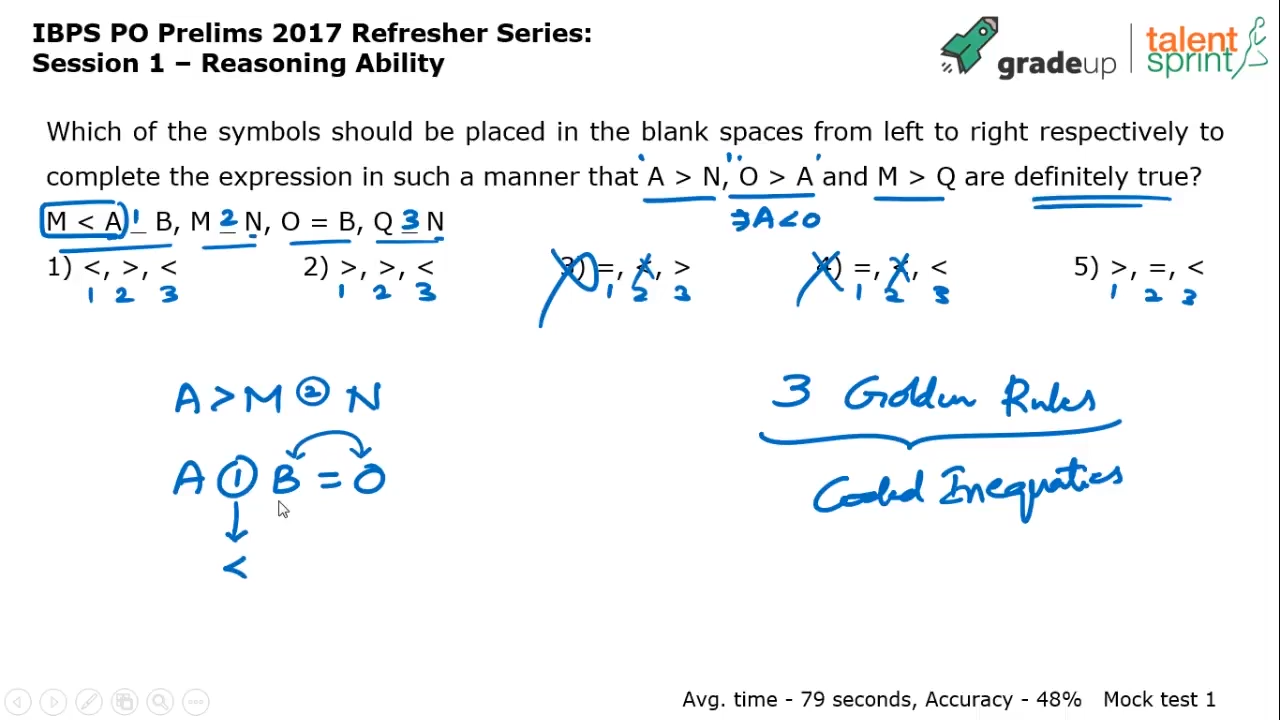 IBPS PO Prelims 2017 Refresher Series:
Session 1 – Reasoning Ability
gradeup
talent
sprint
Which of the symbols should be placed in the blank spaces from left to right respectively to
complete the expression in such a manner that A > N, O > A and M > Q are definitely true?
⇒ A < O
M < A 1 B, M 2 N, O = B, Q 3 N
1) <, >, <
2) >, >, <
3) =, <, >
4) =, <, <
5) >, =, <
1 2 3
1 2 3
1 2 3
1 2 3
1 2 3
A > M ② N
3 Golden Rules
A ① B = O
Coded Inequaties
<
Avg. time - 79 seconds, Accuracy - 48% Mock test 1